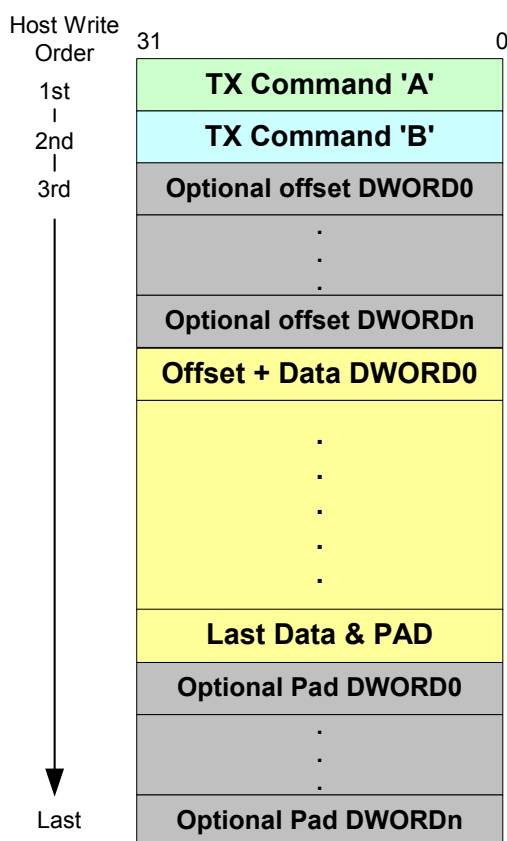 Host Write
Order
31
0
1st
TX Command 'A'
2nd
TX Command 'B'
3rd
Optional offset DWORD0
.
.
.
Optional offset DWORDn
Offset + Data DWORD0
.
.
.
.
.
Last Data & PAD
Optional Pad DWORD0
.
.
.
Last
Optional Pad DWORDn